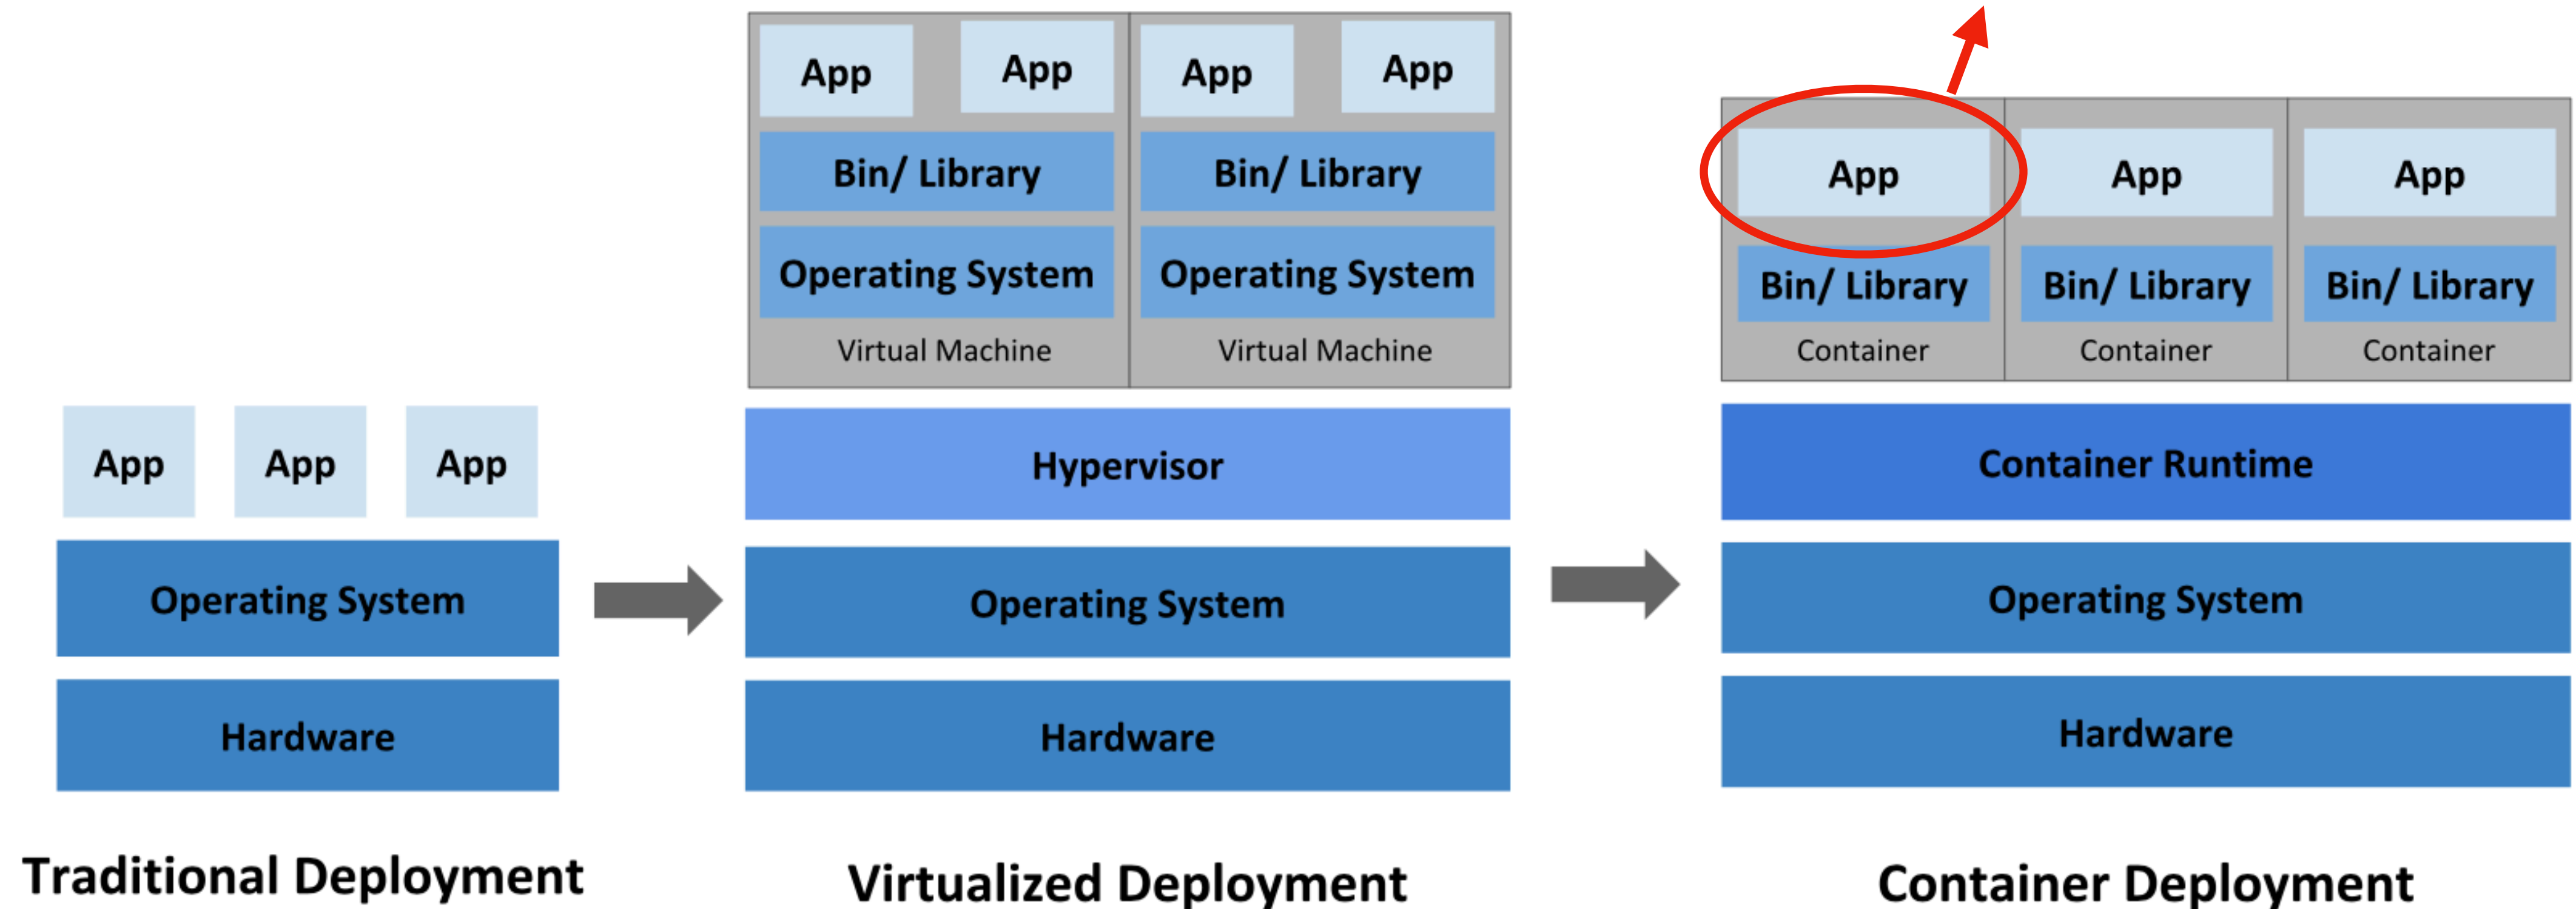 App
App
App
Operating System
Hardware
Traditional Deployment
App
App
App
App
Bin/ Library
Bin/ Library
Operating System
Operating System
Virtual Machine
Virtual Machine
Hypervisor
Operating System
Hardware
Virtualized Deployment
App
App
App
Bin/ Library
Bin/ Library
Bin/ Library
Container
Container
Container
Container Runtime
Operating System
Hardware
Container Deployment